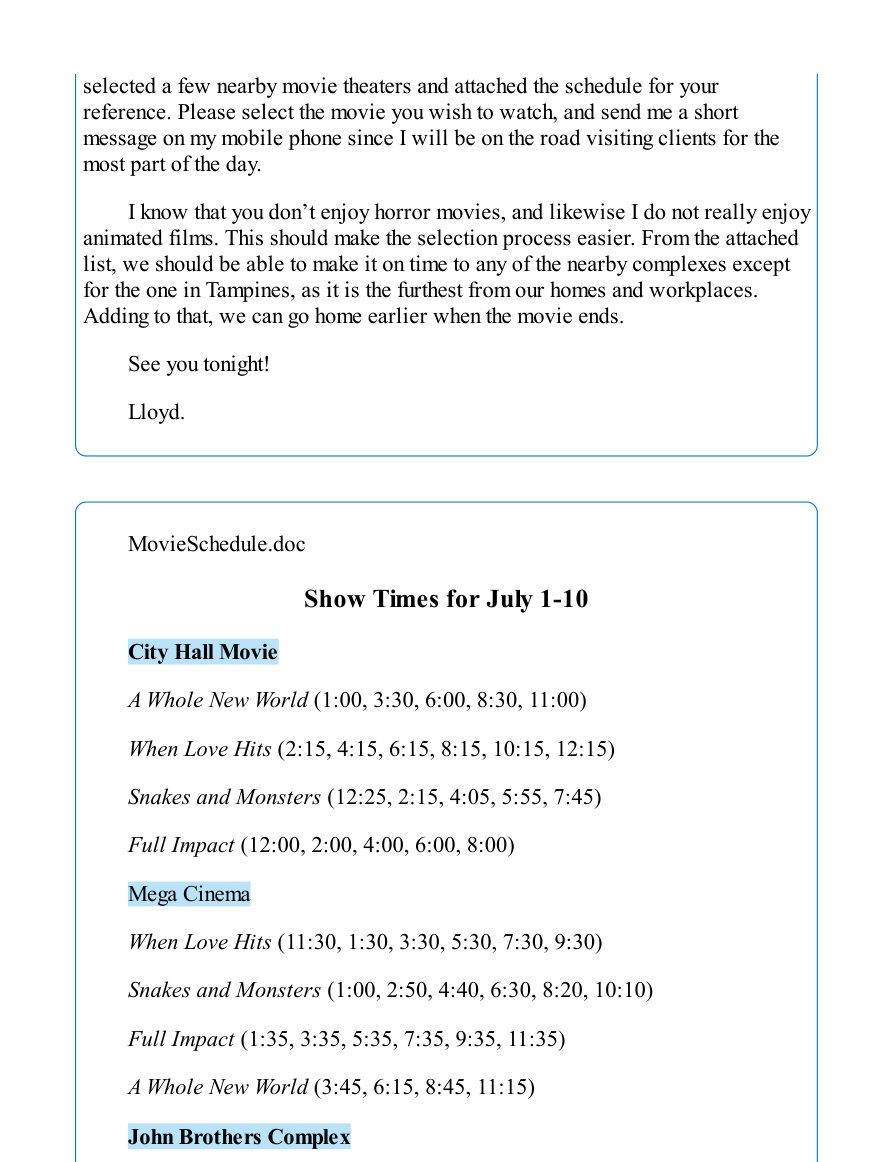 selected a few nearby movie theaters and attached the schedule for your
reference. Please select the movie you wish to watch, and send me a short
message on my mobile phone since I will be on the road visiting clients for the
most part of the day.
I know that you don’t enjoy horror movies, and likewise I do not really enjoy
animated films. This should make the selection process easier. From the attached
list, we should be able to make it on time to any of the nearby complexes except
for the one in Tampines, as it is the furthest from our homes and workplaces.
Adding to that, we can go home earlier when the movie ends.
See you tonight!
Lloyd.
MovieSchedule.doc
Show Times for July 1-10
City Hall Movie
A Whole New World (1:00, 3:30, 6:00, 8:30, 11:00)
When Love Hits (2:15, 4:15, 6:15, 8:15, 10:15, 12:15)
Snakes and Monsters (12:25, 2:15, 4:05, 5:55, 7:45)
Full Impact (12:00, 2:00, 4:00, 6:00, 8:00)
Mega Cinema
When Love Hits (11:30, 1:30, 3:30, 5:30, 7:30, 9:30)
Snakes and Monsters (1:00, 2:50, 4:40, 6:30, 8:20, 10:10)
Full Impact (1:35, 3:35, 5:35, 7:35, 9:35, 11:35)
A Whole New World (3:45, 6:15, 8:45, 11:15)
John Brothers Complex